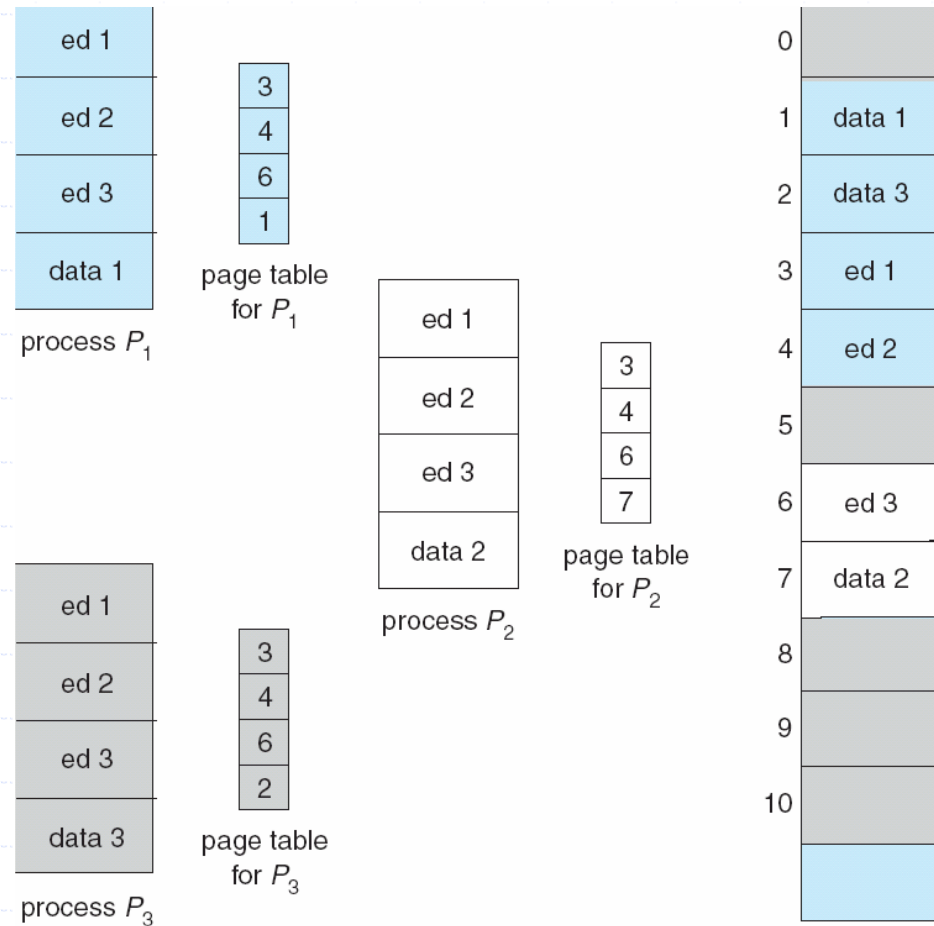 ed 1
ed 2
ed 3
data 1
process P1
3
4
6
1
page table
for P1
ed 1
ed 2
ed 3
data 2
process P2
3
4
6
7
page table
for P2
ed 1
ed 2
ed 3
data 3
process P3
3
4
6
2
page table
for P3
0
1 data 1
2 data 3
3 ed 1
4 ed 2
5
6 ed 3
7 data 2
8
9
10